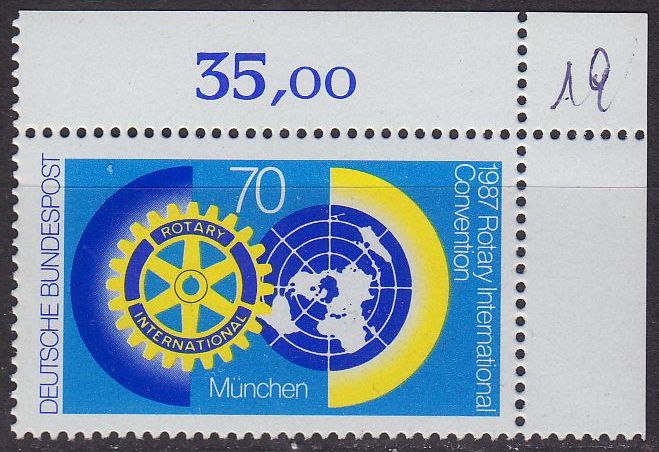 35,00
19
DEUTSCHE BUNDESPOST
70
ROTARY
INTERNATIONAL
München
1987 Rotary International
Convention